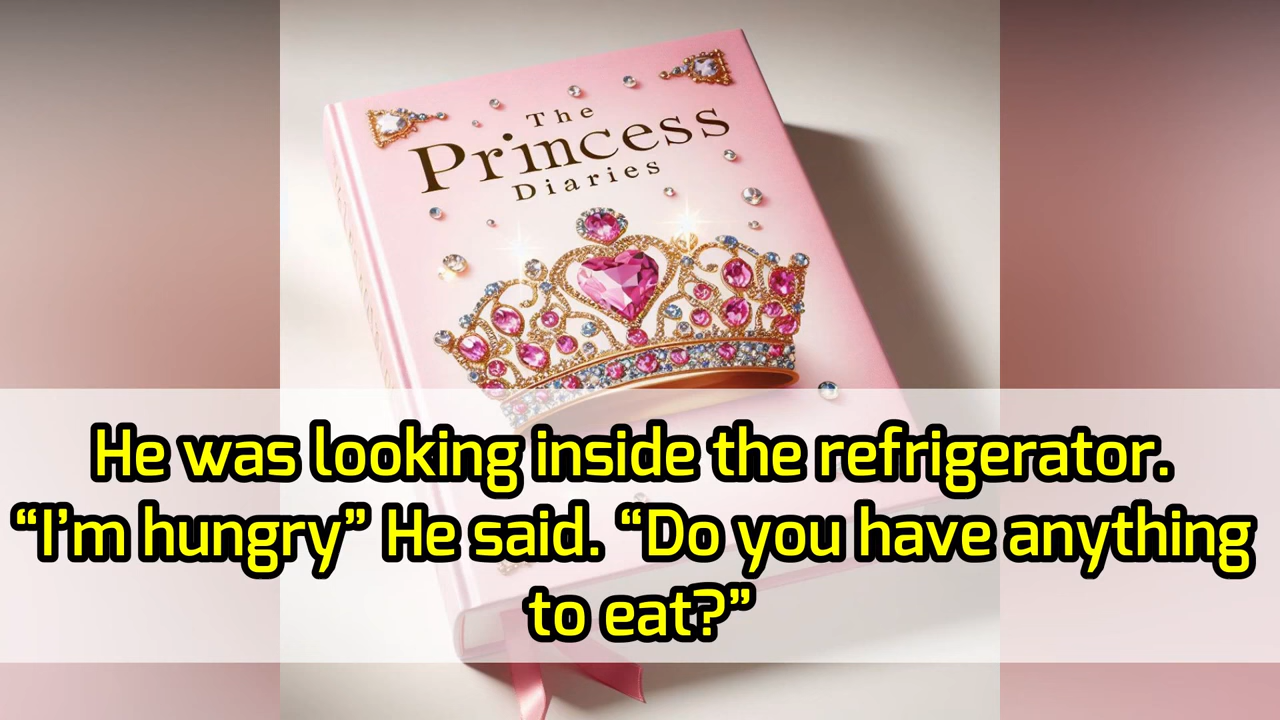 The
Princess
Diaries
He was looking inside the refrigerator.
“I’m hungry” He said. “Do you have anything
to eat?”